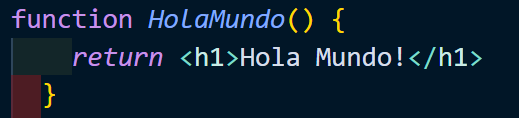 function HolaMundo() {
    return <h1>Hola Mundo!</h1>
  }